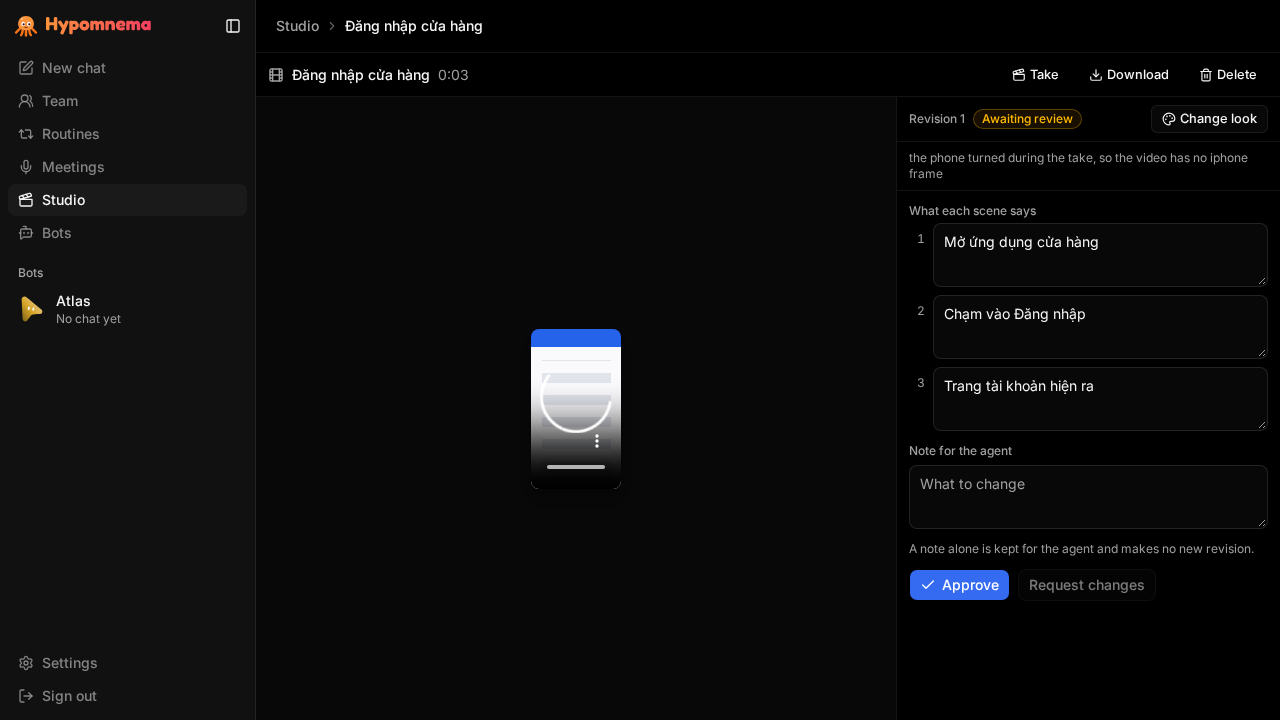 Hypomnema
New chat
Team
Routines
Meetings
Studio
Bots
Bots
Atlas
No chat yet
Settings
Sign out
Studio > Đăng nhập cửa hàng
Đăng nhập cửa hàng 0:03
Take
Download
Delete
Revision 1
Awaiting review
Change look
the phone turned during the take, so the video has no iphone
frame
What each scene says
1 Mở ứng dụng cửa hàng
2 Chạm vào Đăng nhập
3 Trang tài khoản hiện ra
Note for the agent
What to change
A note alone is kept for the agent and makes no new revision.
Approve
Request changes